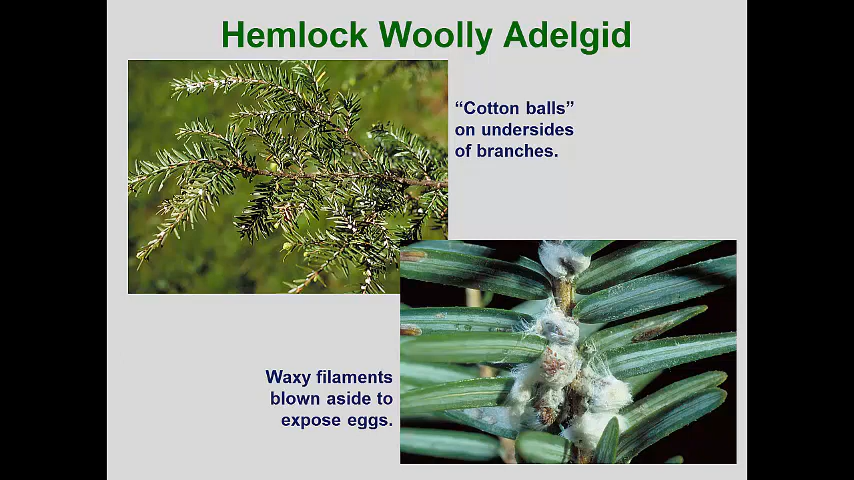 Hemlock Woolly Adelgid
“Cotton balls”
on undersides
of branches.
Waxy filaments
blown aside to
expose eggs.